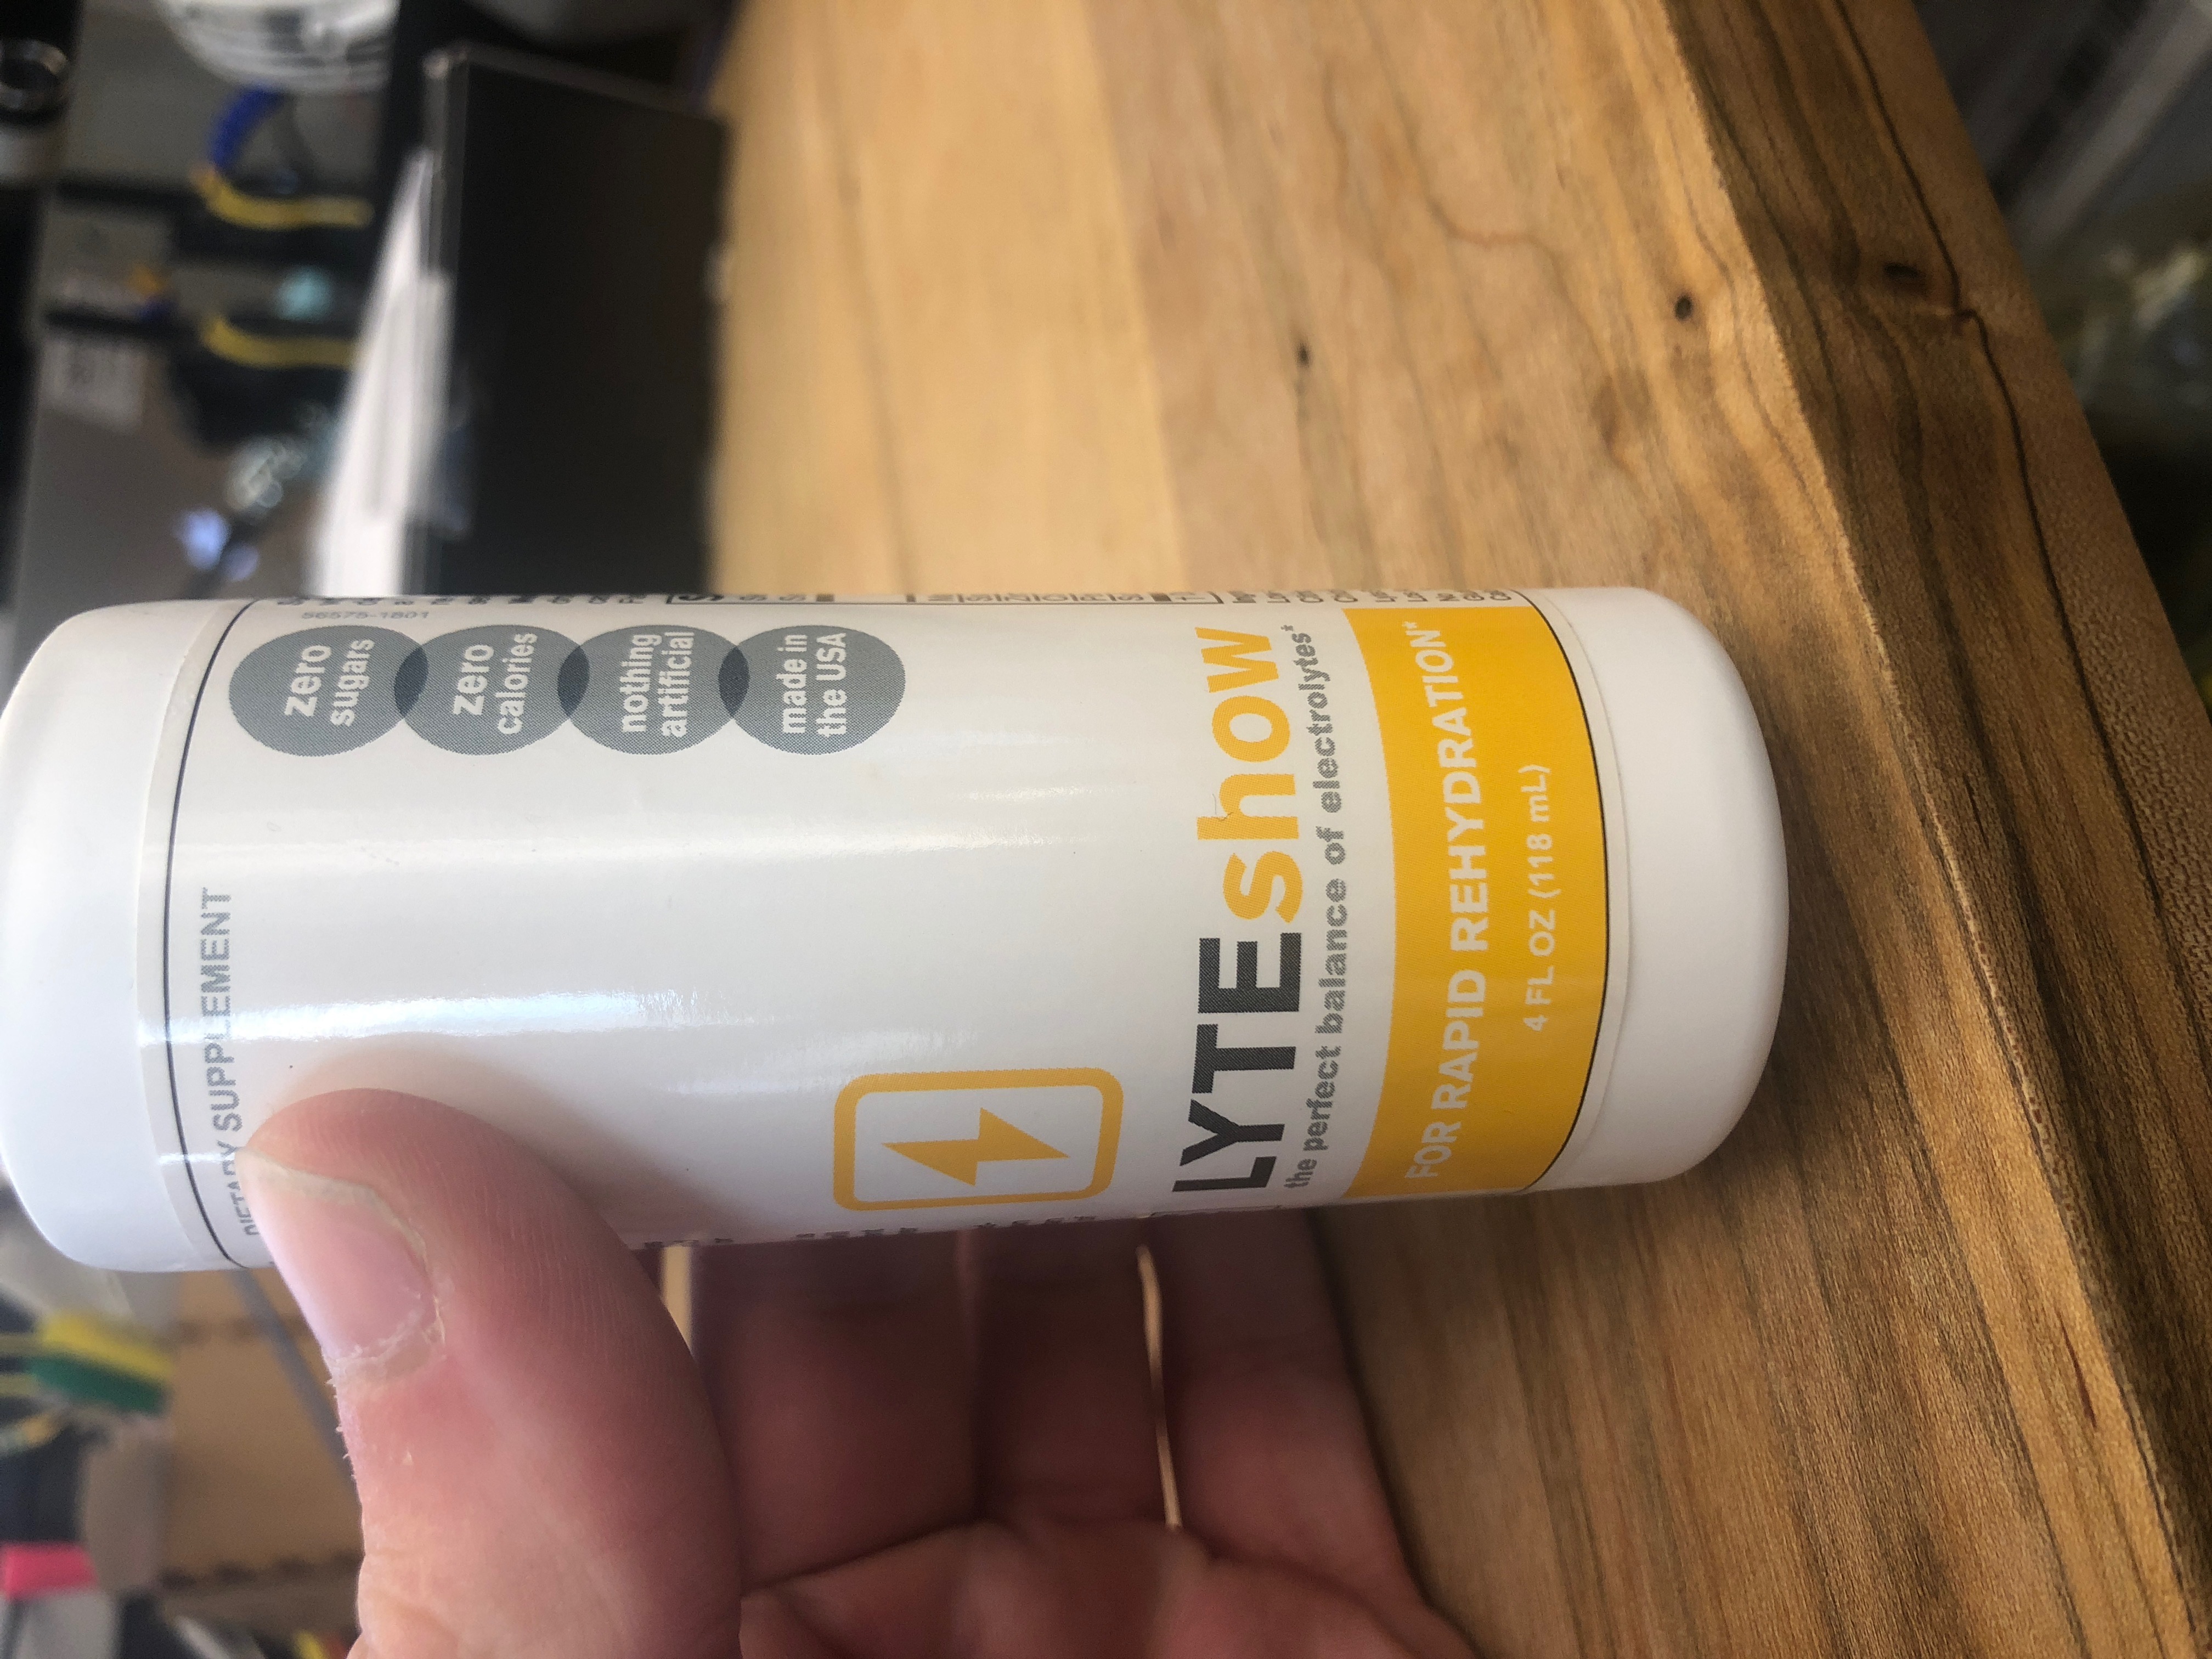 DIETARY SUPPLEMENT
zero
sugars
zero
calories
nothing
artificial
made in
the USA
LYTEshow
the perfect balance of electrolytes*
FOR RAPID REHYDRATION*
4 FL OZ (118 mL)